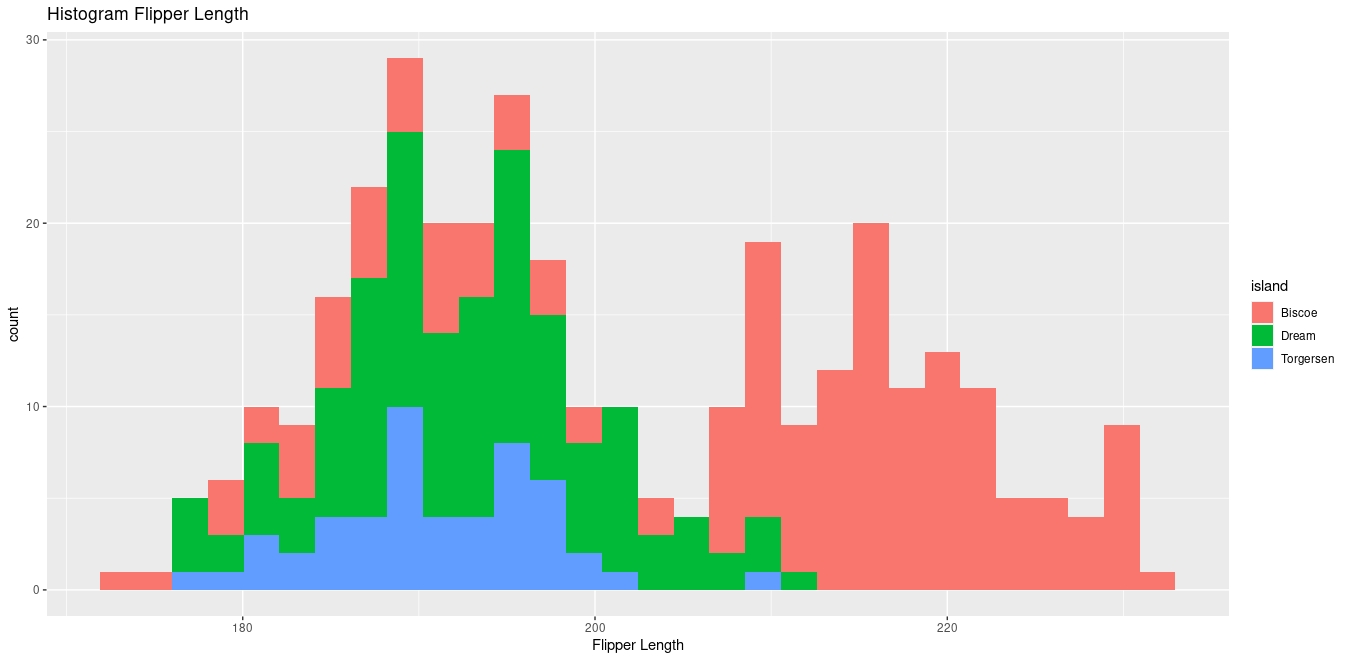 Histogram Flipper Length
30
20
10
0
count
180
200
220
Flipper Length
island
Biscoe
Dream
Torgersen